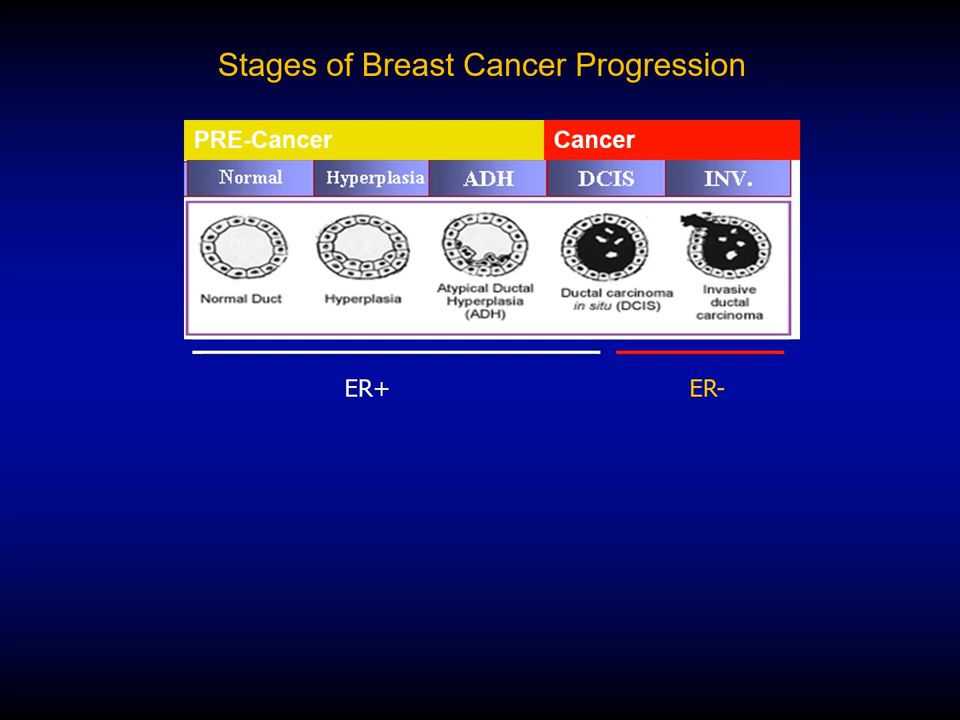 Stages of Breast Cancer Progression
PRE-Cancer Cancer
Normal Hyperplasia ADH DCIS INV.
Normal Duct
Hyperplasia
Atypical Ductal
Hyperplasia
(ADH)
Ductal carcinoma
in situ (DCIS)
Invasive
ductal
carcinoma
ER+ ER-